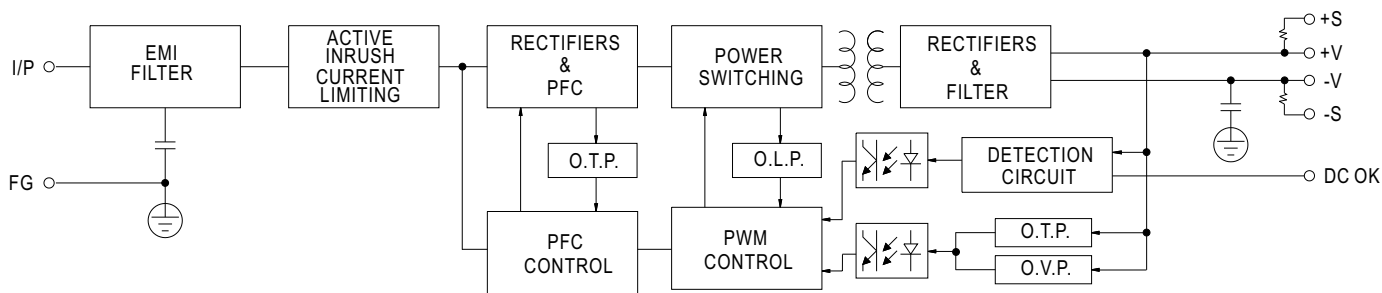 I/P
EMI
FILTER
ACTIVE
INRUSH
CURRENT
LIMITING
RECTIFIERS
&
PFC
POWER
SWITCHING
RECTIFIERS
&
FILTER
+S
+V
-V
-S
O.T.P.
O.L.P.
DETECTION
CIRCUIT
DC OK
FG
PFC
CONTROL
PWM
CONTROL
O.T.P.
O.V.P.